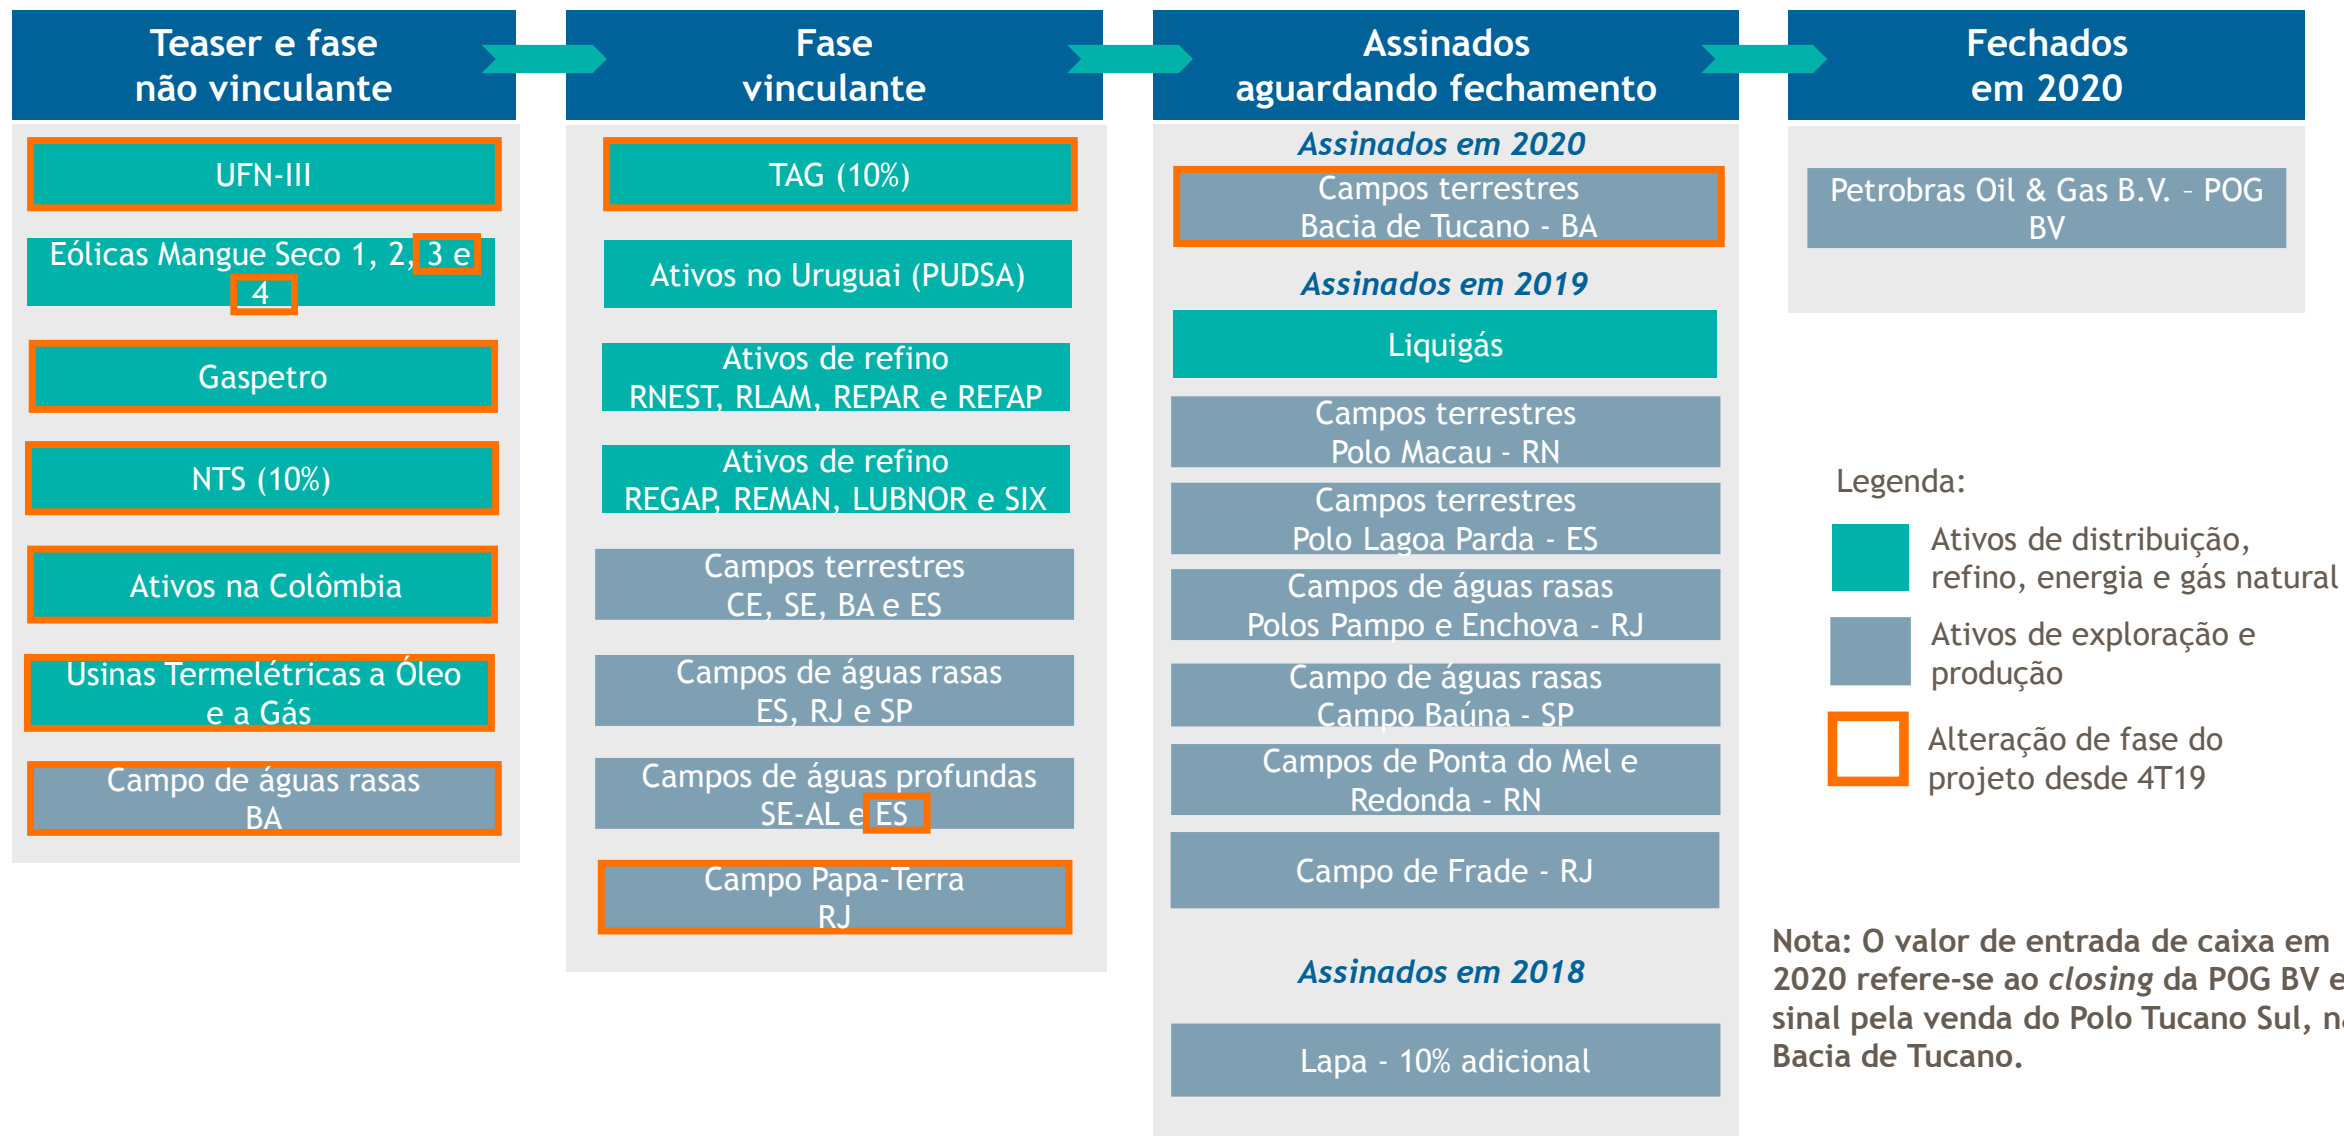 Teaser e fase
não vinculante
UFN-III
Eólicas Mangue Seco 1, 2, 3 e
4
Gaspetro
NTS (10%)
Ativos na Colômbia
Usinas Termelétricas a Óleo
e a Gás
Campo de águas rasas
BA
Fase
vinculante
TAG (10%)
Ativos no Uruguai (PUDSA)
Ativos de refino
RNEST, RLAM, REPAR e REFAP
Ativos de refino
REGAP, REMAN, LUBNOR e SIX
Campos terrestres
CE, SE, BA e ES
Campos de águas rasas
ES, RJ e SP
Campos de águas profundas
SE-AL e ES
Campo Papa-Terra
RJ
Assinados
aguardando fechamento
Assinados em 2020
Campos terrestres
Bacia de Tucano - BA
Assinados em 2019
Liquigás
Campos terrestres
Polo Macau - RN
Campos terrestres
Polo Lagoa Parda - ES
Campos de águas rasas
Polos Pampo e Enchova - RJ
Campo de águas rasas
Campo Baúna - SP
Campos de Ponta do Mel e
Redonda - RN
Campo de Frade - RJ
Assinados em 2018
Lapa - 10% adicional
Fechados
em 2020
Petrobras Oil & Gas B.V. – POG
BV
Legenda:
Ativos de distribuição,
refino, energia e gás natural
Ativos de exploração e
produção
Alteração de fase do
projeto desde 4T19
Nota: O valor de entrada de caixa em
2020 refere-se ao closing da POG BV e
sinal pela venda do Polo Tucano Sul, na
Bacia de Tucano.